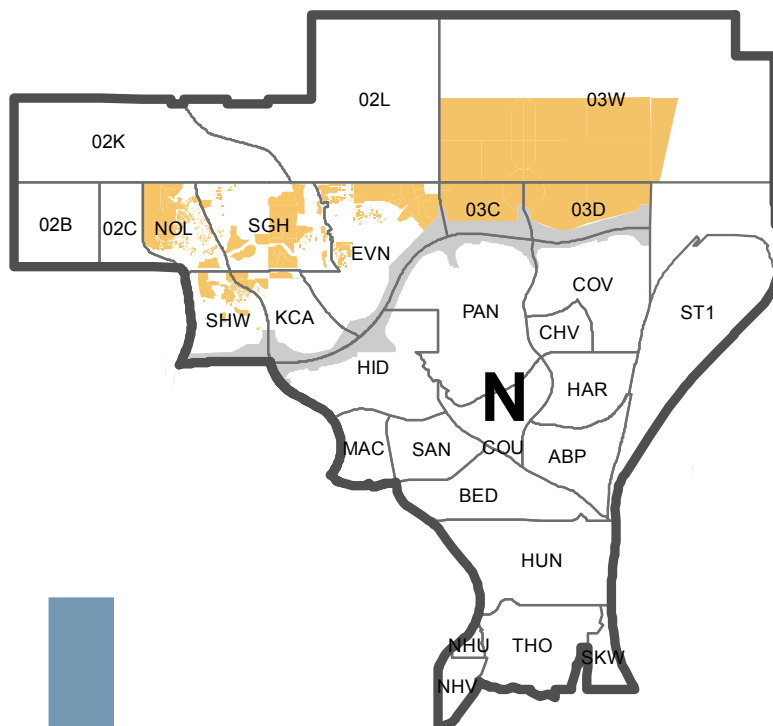 02L
03W
02K
02B
02C
NOL
SGH
03C
03D
EVN
COV
ST1
SHW
KCA
PAN
CHV
HID
HAR
N
MAC
SAN
COU
ABP
BED
HUN
NHU
THO
SKW
NHV